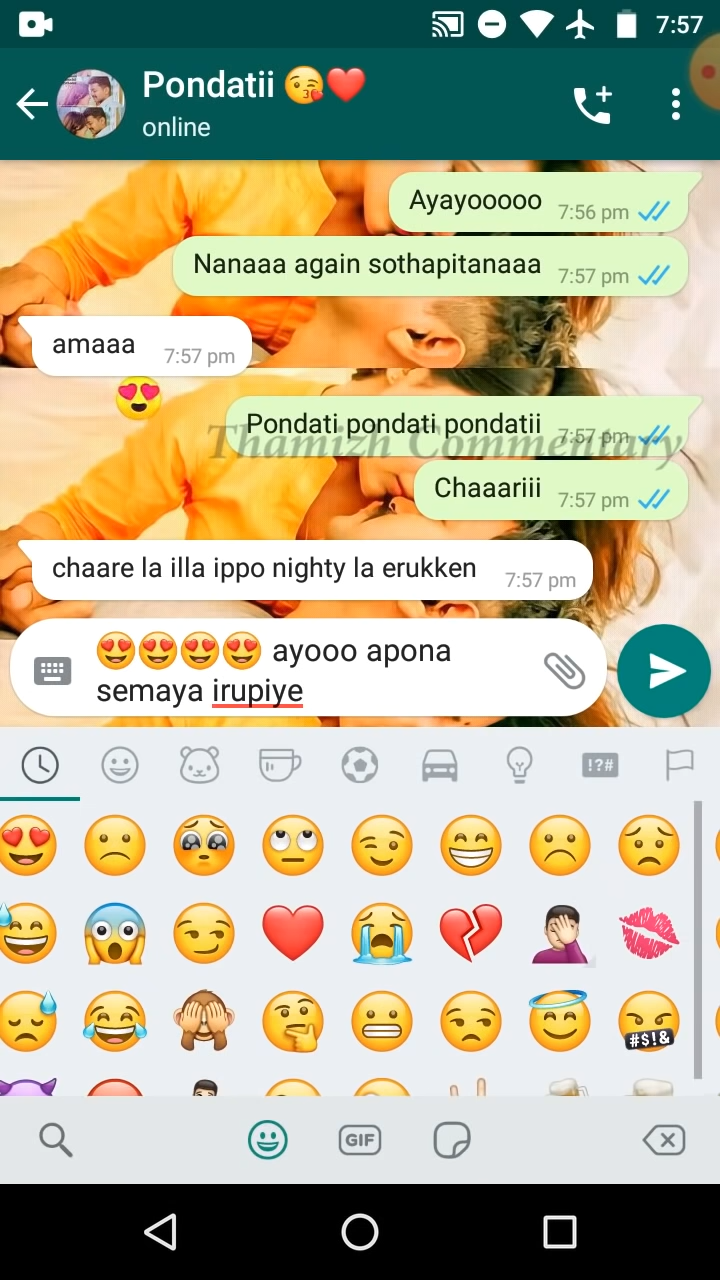 7:57
Pondatii 😘❤️
online
Ayayooooo 7:56 pm
Nanaaa again sothapitanaaa 7:57 pm
amaaa 7:57 pm
😍
Pondati pondati pondatii 7:57 pm
Thamizh Commentary
Chaaariii 7:57 pm
chaare la illa ippo nighty la erukken 7:57 pm
😍😍😍😍 ayooo apona
semaya irupiye
!?#
#$!&
GIF